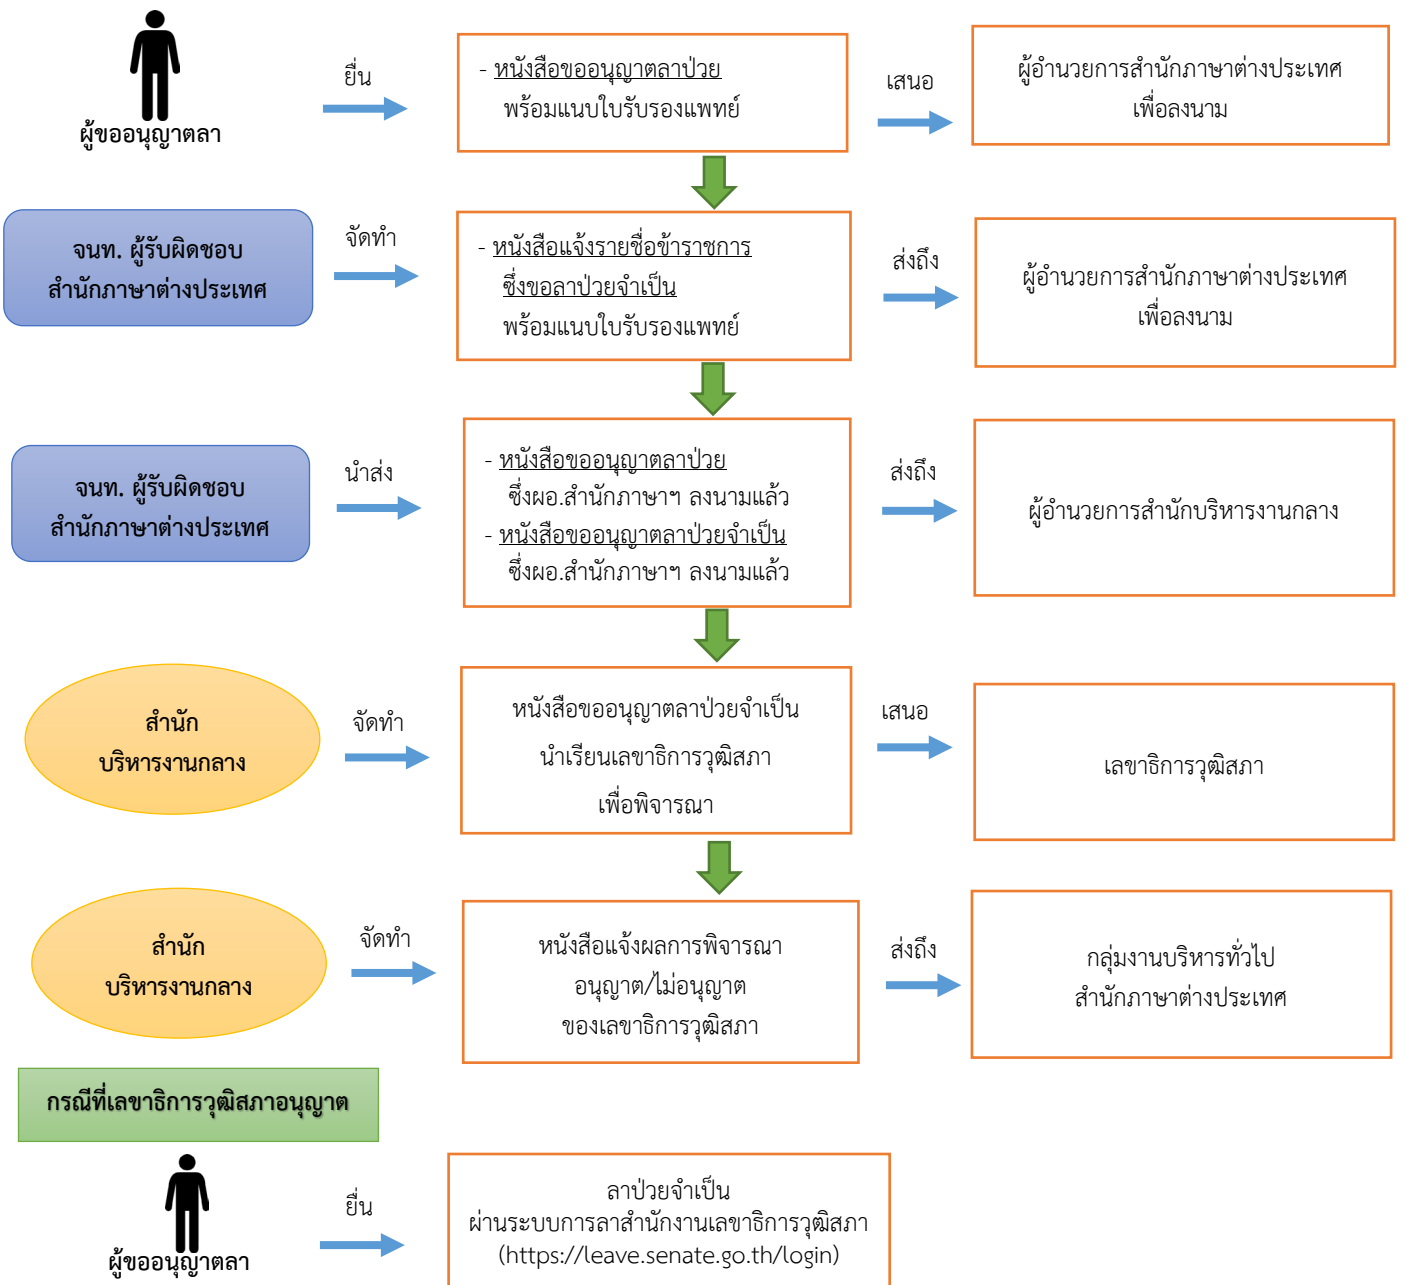 ผู้ขออนุญาตลา
ยื่น
- หนังสือขออนุญาตลาป่วย
พร้อมแนบใบรับรองแพทย์
เสนอ
ผู้อำนวยการสำนักภาษาต่างประเทศ
เพื่อลงนาม
จนท. ผู้รับผิดชอบ
สำนักภาษาต่างประเทศ
จัดทำ
- หนังสือแจ้งรายชื่อข้าราชการ
ซึ่งขอลาป่วยจำเป็น
พร้อมแนบใบรับรองแพทย์
ส่งถึง
ผู้อำนวยการสำนักภาษาต่างประเทศ
เพื่อลงนาม
จนท. ผู้รับผิดชอบ
สำนักภาษาต่างประเทศ
นำส่ง
- หนังสือขออนุญาตลาป่วย
ซึ่งผอ.สำนักภาษาฯ ลงนามแล้ว
- หนังสือขออนุญาตลาป่วยจำเป็น
ซึ่งผอ.สำนักภาษาฯ ลงนามแล้ว
ส่งถึง
ผู้อำนวยการสำนักบริหารงานกลาง
สำนัก
บริหารงานกลาง
จัดทำ
หนังสือขออนุญาตลาป่วยจำเป็น
นำเรียนเลขาธิการวุฒิสภา
เพื่อพิจารณา
เสนอ
เลขาธิการวุฒิสภา
สำนัก
บริหารงานกลาง
จัดทำ
หนังสือแจ้งผลการพิจารณา
อนุญาต/ไม่อนุญาต
ของเลขาธิการวุฒิสภา
ส่งถึง
กลุ่มงานบริหารทั่วไป
สำนักภาษาต่างประเทศ
กรณีที่เลขาธิการวุฒิสภาอนุญาต
ผู้ขออนุญาตลา
ยื่น
ลาป่วยจำเป็น
ผ่านระบบการลาสำนักงานเลขาธิการวุฒิสภา
(https://leave.senate.go.th/login)